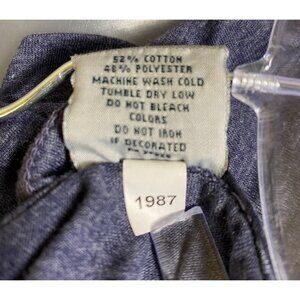 52% COTTON
48% POLYESTER
MACHINE WASH COLD
TUMBLE DRY LOW
DO NOT BLEACH
COLORS
DO NOT IRON
IF DECORATED
1987